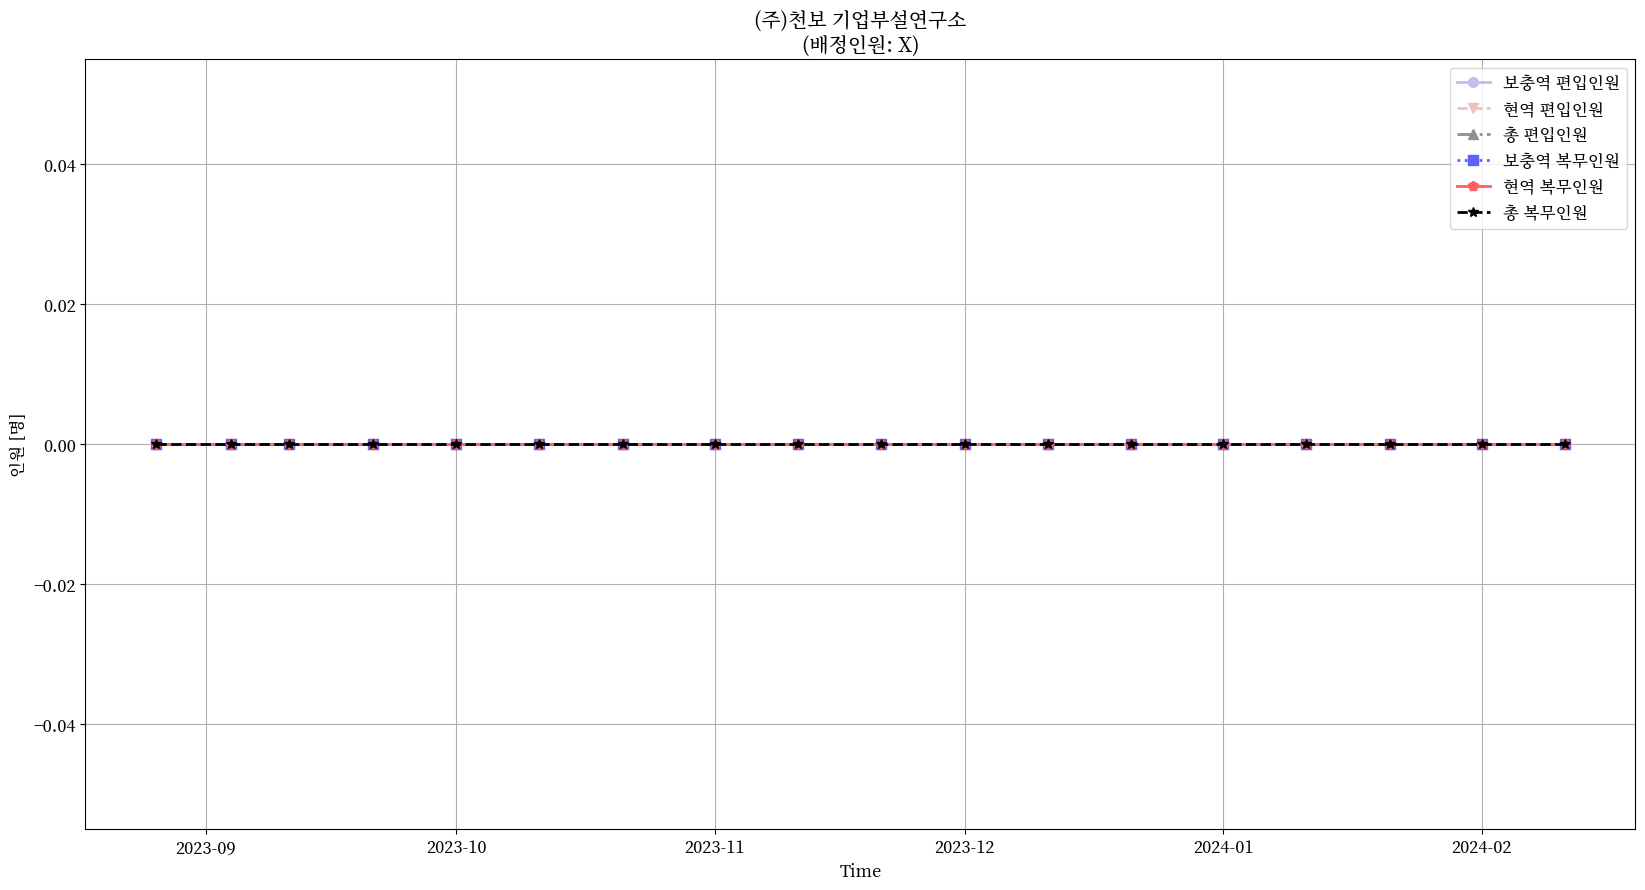 (주)천보 기업부설연구소
(배정인원: X)
보충역 편입인원
현역 편입인원
총 편입인원
보충역 복무인원
현역 복무인원
총 복무인원
0.04
0.02
0.00
−0.02
−0.04
인원 [명]
2023-09 2023-10 2023-11 2023-12 2024-01 2024-02
Time